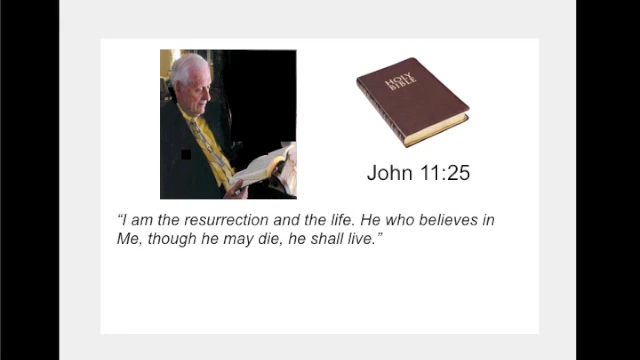 HOLY
BIBLE
John 11:25
“I am the resurrection and the life. He who believes in
Me, though he may die, he shall live.”